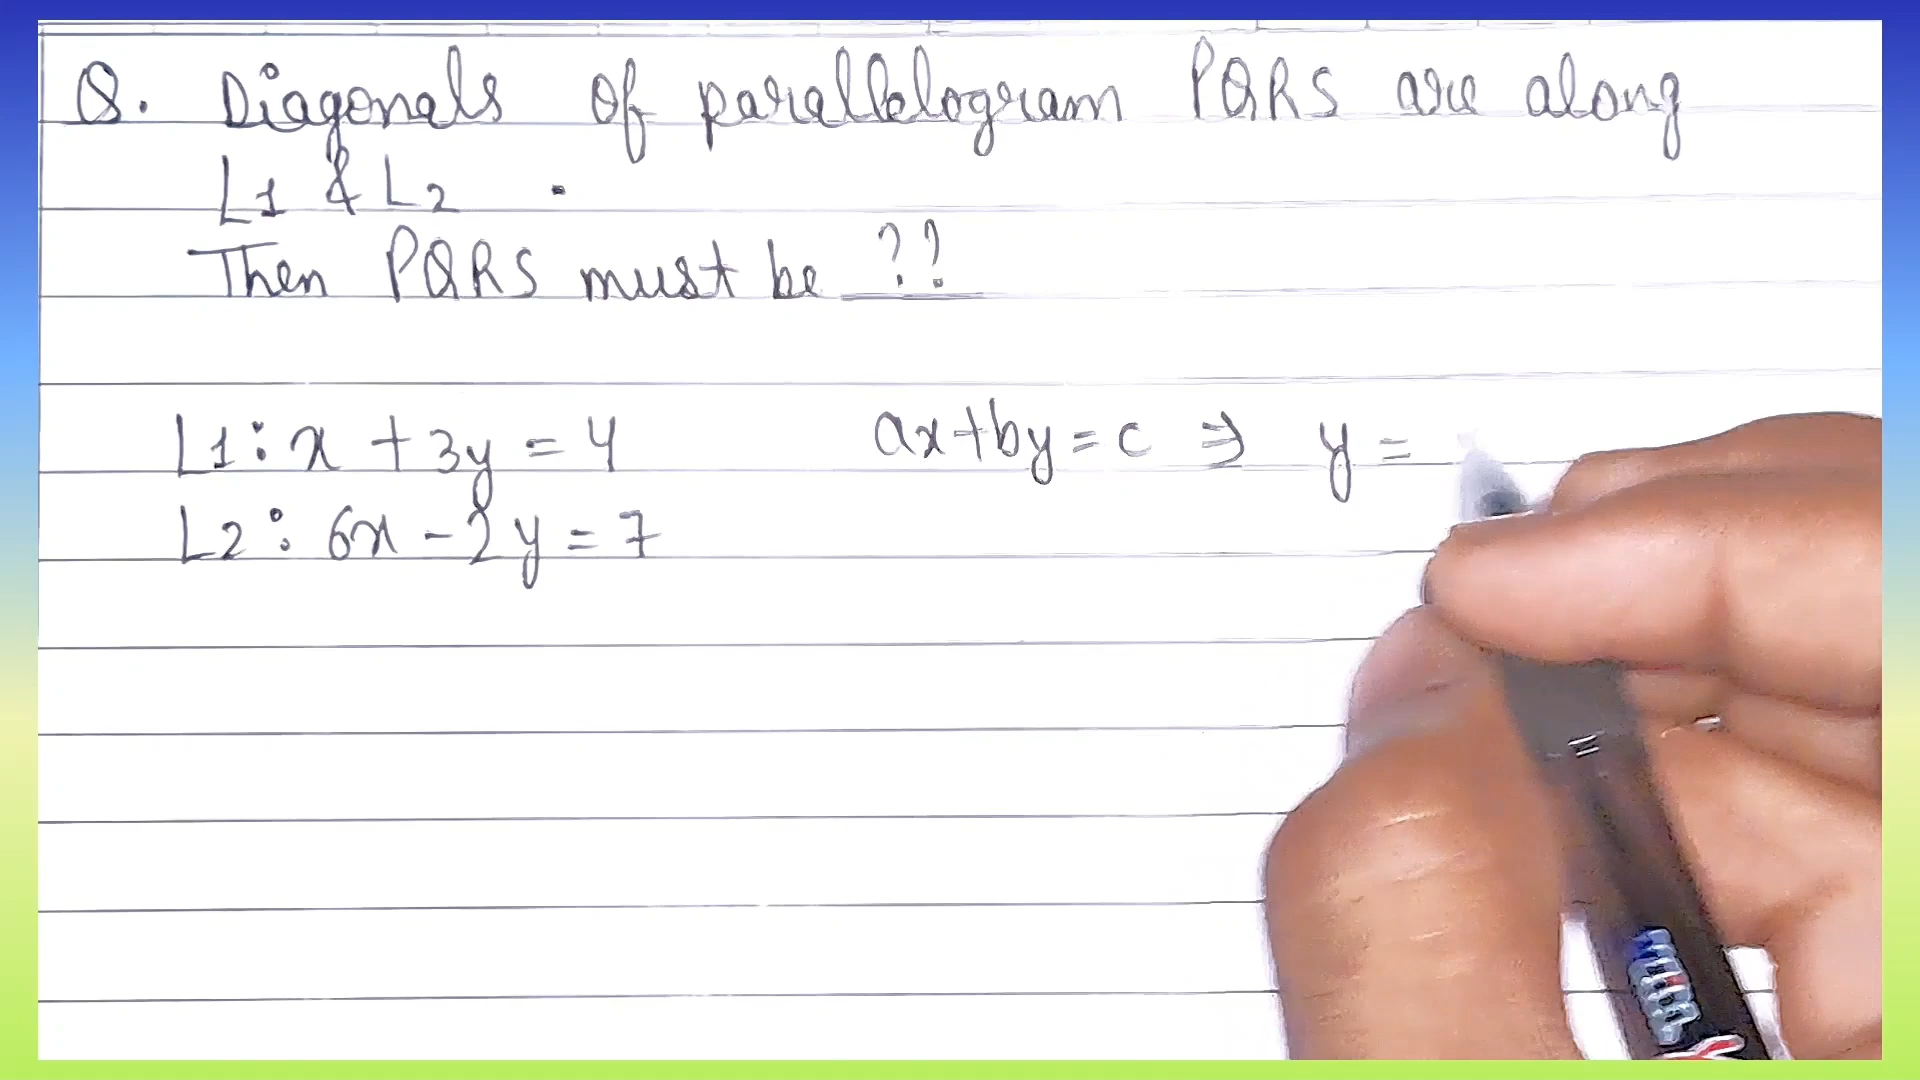 Q. Diagonals of parallelogram PQRS are along
L1 & L2 .
Then PQRS must be ??
L1: x + 3y = 4
ax+by=c ⇒ y =
L2: 6x - 2y = 7